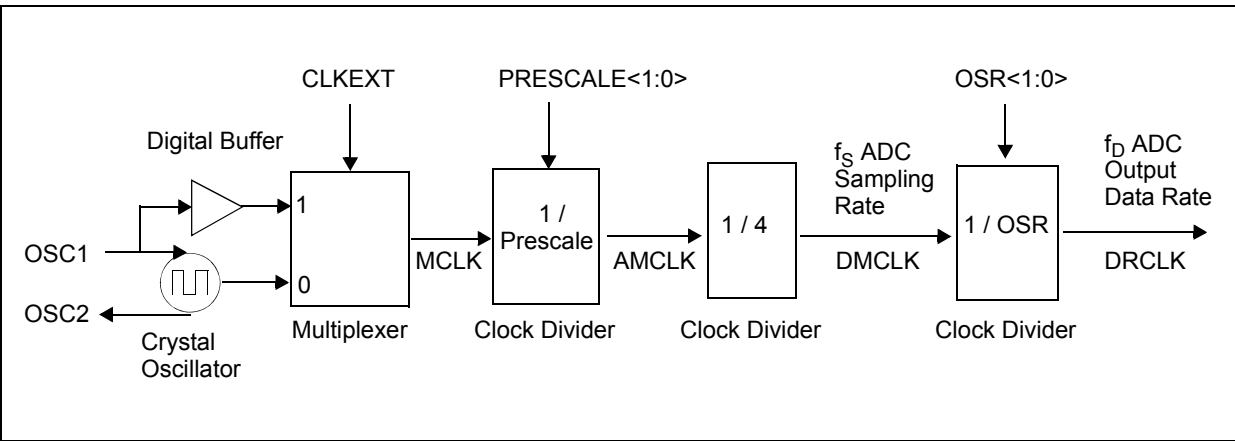 CLKEXT
PRESCALE<1:0>
OSR<1:0>
Digital Buffer
f_S ADC
Sampling
Rate
f_D ADC
Output
Data Rate
1
0
1 /
Prescale
1 / 4
1 / OSR
OSC1
OSC2
MCLK
AMCLK
DMCLK
DRCLK
Crystal
Oscillator
Multiplexer
Clock Divider
Clock Divider
Clock Divider